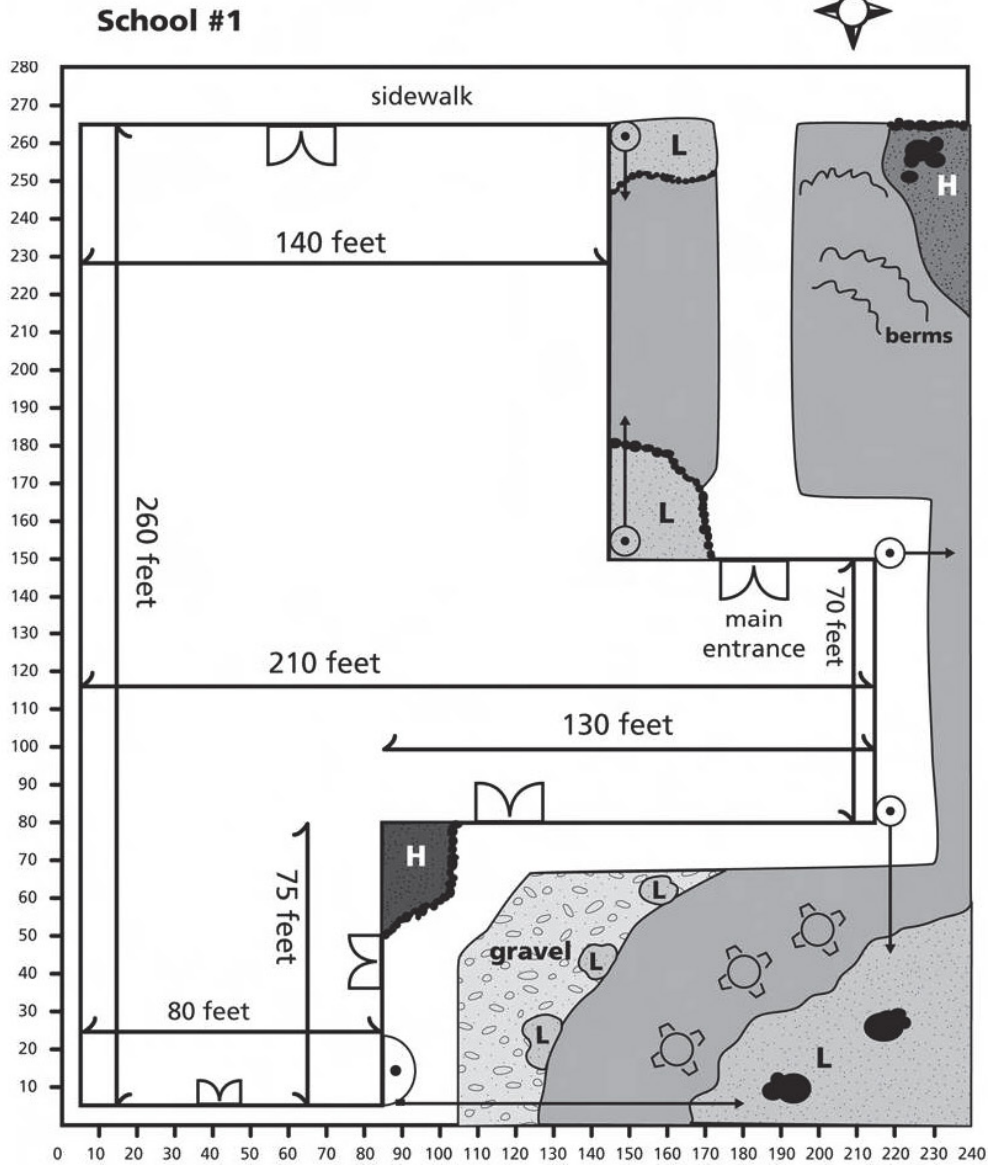 School #1
280
270
260
250
240
230
220
210
200
190
180
170
160
150
140
130
120
110
100
90
80
70
60
50
40
30
20
10
sidewalk
L
H
140 feet
berms
260 feet
L
main
entrance
70 feet
210 feet
130 feet
H
75 feet
L
gravel
L
80 feet
L
L
0 10 20 30 40 50 60 70 80 90 100 110 120 130 140 150 160 170 180 190 200 210 220 230 240